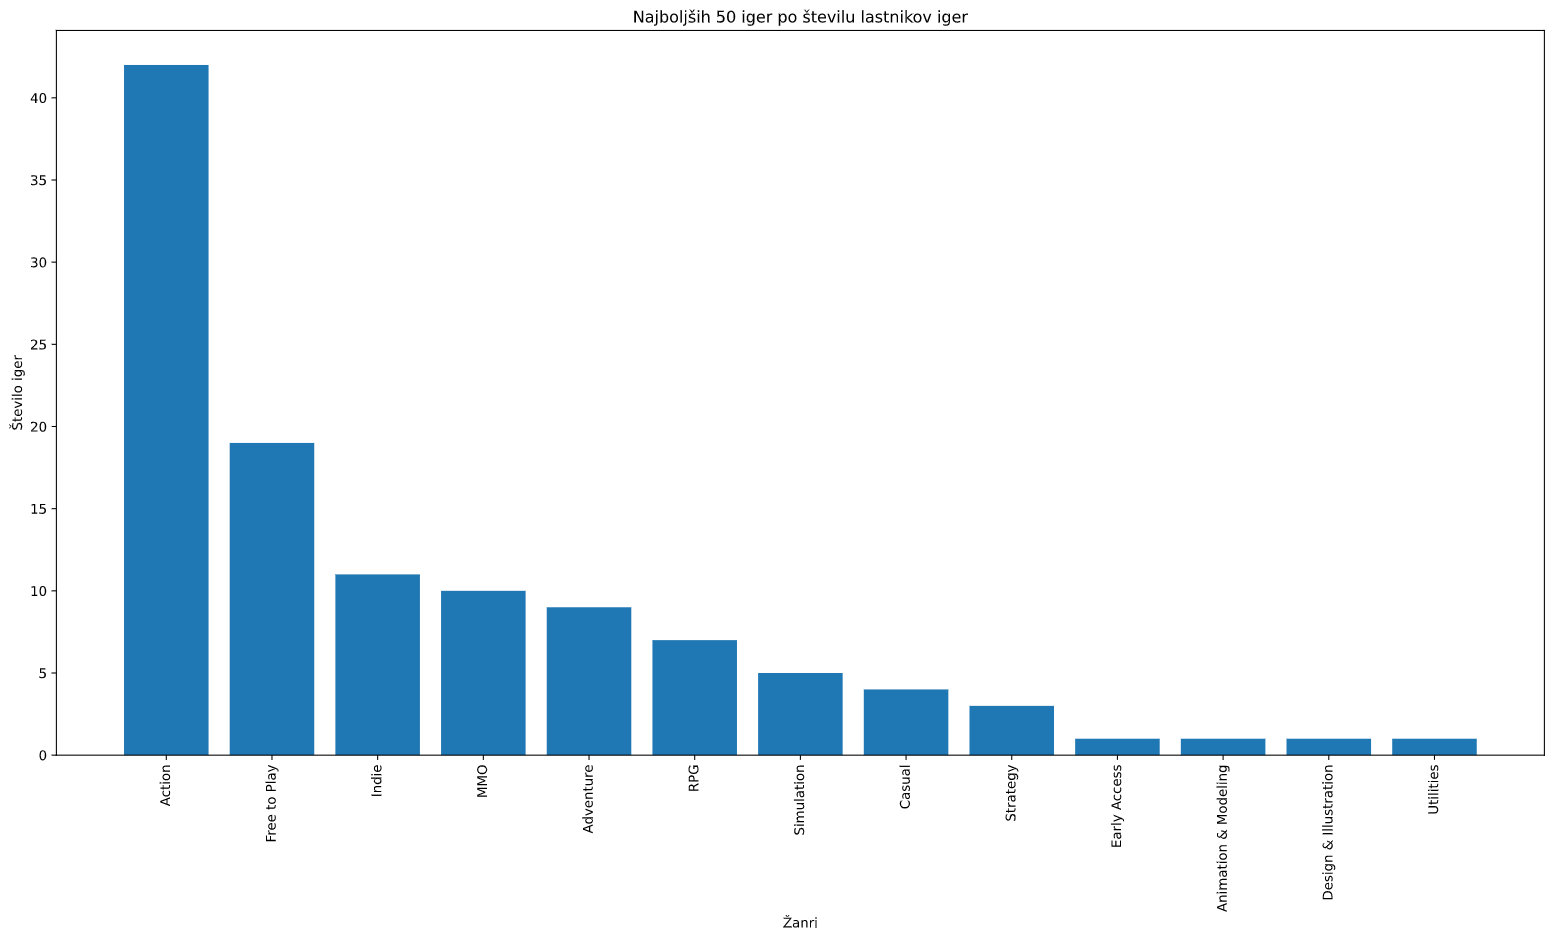 Najboljših 50 iger po številu lastnikov iger
Število iger
40
35
30
25
20
15
10
5
0
Action
Free to Play
Indie
MMO
Adventure
RPG
Simulation
Casual
Strategy
Early Access
Animation & Modeling
Design & Illustration
Utilities
Žanri